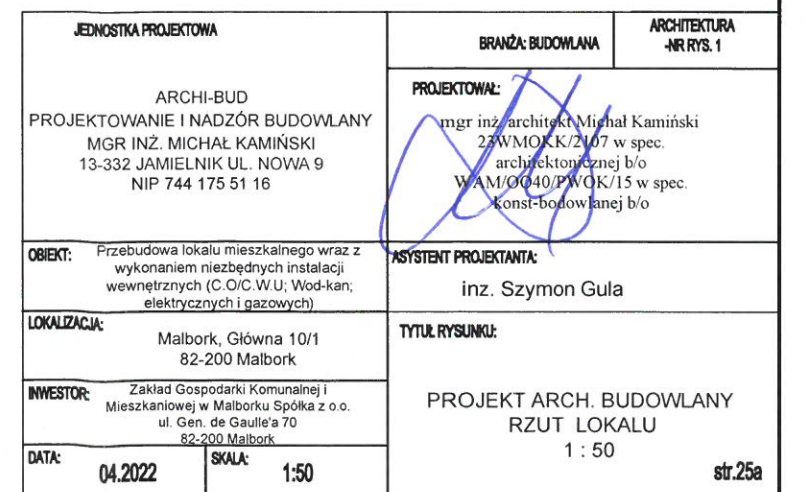 JEDNOSTKA PROJEKTOWA
ARCHI-BUD
PROJEKTOWANIE I NADZÓR BUDOWLANY
MGR INŻ. MICHAŁ KAMIŃSKI
13-332 JAMIELNIK UL. NOWA 9
NIP 744 175 51 16
BRANŻA: BUDOWLANA
ARCHITEKTURA
-NR RYS. 1
PROJEKTOWAŁ:
mgr inż. architekt Michał Kamiński
23WMOKK/2107 w spec.
architektonicznej b/o
WAM/OO40/PWOK/15 w spec.
konst-bodowlanej b/o
OBIEKT:
Przebudowa lokalu mieszkalnego wraz z
wykonaniem niezbędnych instalacji
wewnętrznych (C.O/C.W.U; Wod-kan;
elektrycznych i gazowych)
ASYSTENT PROJEKTANTA:
inz. Szymon Gula
LOKALIZACJA:
Malbork, Główna 10/1
82-200 Malbork
TYTUŁ RYSUNKU:
PROJEKT ARCH. BUDOWLANY
RZUT LOKALU
1 : 50
str.25a
INWESTOR:
Zakład Gospodarki Komunalnej i
Mieszkaniowej w Malborku Spółka z o.o.
ul. Gen. de Gaulle'a 70
82-200 Malbork
DATA:
04.2022
SKALA:
1:50